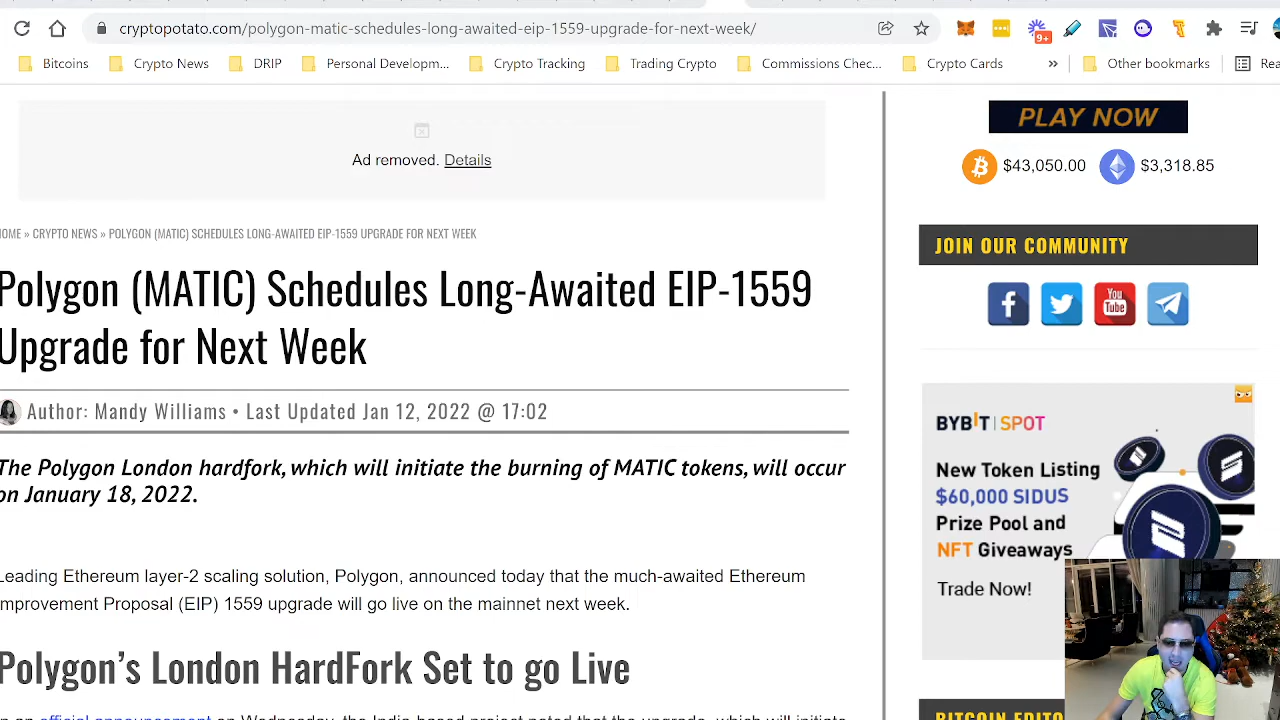 cryptopotato.com/polygon-matic-schedules-long-awaited-eip-1559-upgrade-for-next-week/
9+
Bitcoins
Crypto News
DRIP
Personal Developm...
Crypto Tracking
Trading Crypto
Commissions Chec...
Crypto Cards
»
Other bookmarks
Rea
Ad removed. Details
PLAY NOW
$43,050.00
$3,318.85
HOME » CRYPTO NEWS » POLYGON (MATIC) SCHEDULES LONG-AWAITED EIP-1559 UPGRADE FOR NEXT WEEK
Polygon (MATIC) Schedules Long-Awaited EIP-1559
Upgrade for Next Week
Author: Mandy Williams • Last Updated Jan 12, 2022 @ 17:02
The Polygon London hardfork, which will initiate the burning of MATIC tokens, will occur
on January 18, 2022.
Leading Ethereum layer-2 scaling solution, Polygon, announced today that the much-awaited Ethereum
Improvement Proposal (EIP) 1559 upgrade will go live on the mainnet next week.
Polygon's London HardFork Set to go Live
In an official announcement on Wednesday, the India-based project noted that the upgrade, which will initiate
JOIN OUR COMMUNITY
You
Tube
BYBIT | SPOT
New Token Listing
$60,000 SIDUS
Prize Pool and
NFT Giveaways
Trade Now!
BITCOIN EDITO